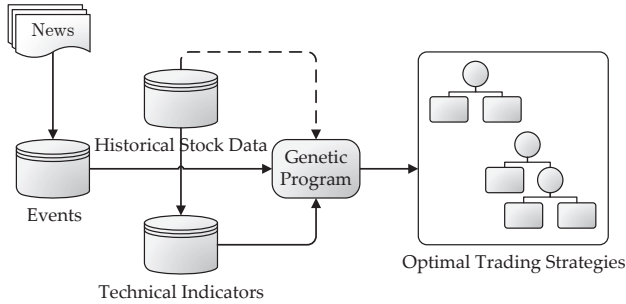 News
Historical Stock Data
Genetic
Program
Events
Optimal Trading Strategies
Technical Indicators